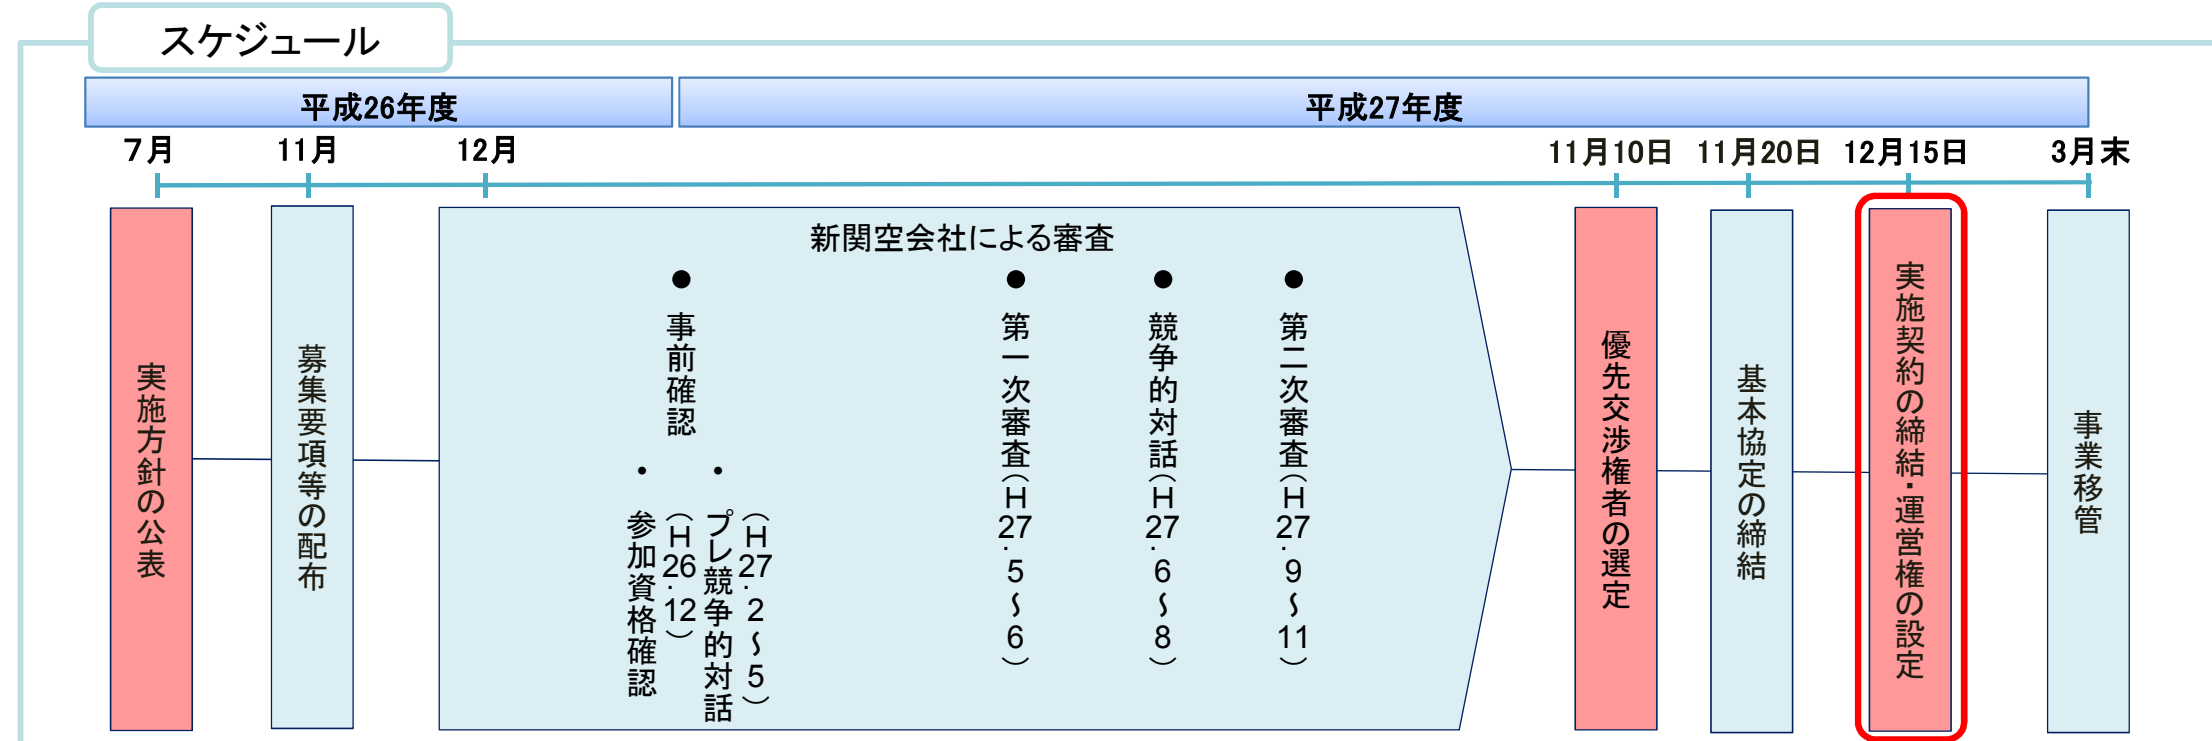 スケジュール
平成26年度
平成27年度
7月
11月
12月
11月10日
11月20日
12月15日
3月末
実施方針の公表
募集要項等の配布
新関空会社による審査
● 事前確認
・ 参加資格確認
(H26.12)
・ プレ競争的対話
(H27.2～5)
● 第一次審査(H27.5～6)
● 競争的対話(H27.6～8)
● 第二次審査(H27.9～11)
優先交渉権者の選定
基本協定の締結
実施契約の締結・運営権の設定
事業移管